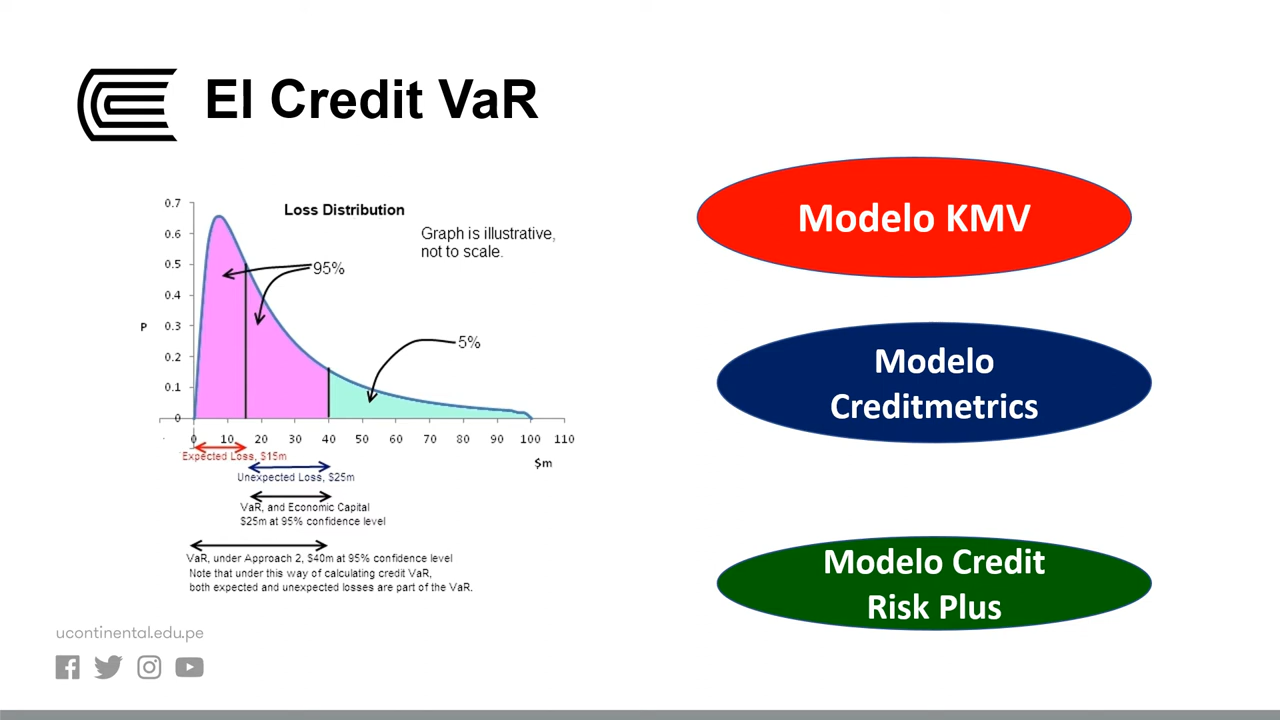 El Credit VaR
Loss Distribution
Graph is illustrative,
not to scale.
0.7
0.6
0.5
0.4
0.3
0.2
0.1
0
P
95%
5%
0 10 20 30 40 50 60 70 80 90 100 110
$m
Expected Loss, $15m
Unexpected Loss, $25m
VaR, and Economic Capital
$25m at 95% confidence level
VaR, under Approach 2, $40m at 95% confidence level
Note that under this way of calculating credit VaR,
both expected and unexpected losses are part of the VaR.
Modelo KMV
Modelo
Creditmetrics
Modelo Credit
Risk Plus
ucontinental.edu.pe